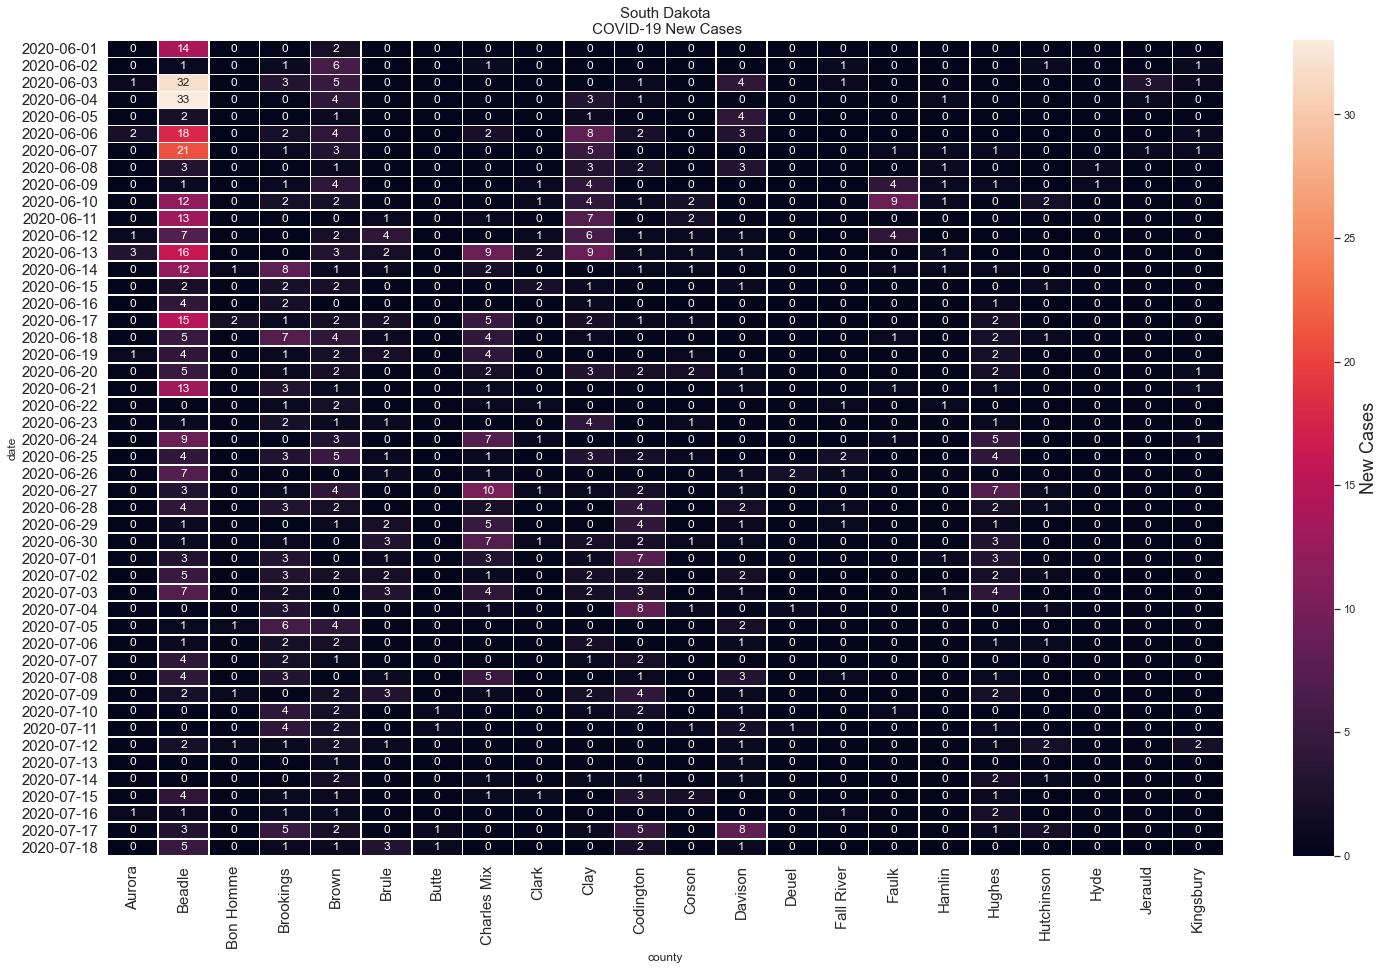 South Dakota
COVID-19 New Cases
2020-06-01 0 14 0 0 2 0 0 0 0 0 0 0 0 0 0 0 0 0 0 0 0 0
2020-06-02 0 1 0 1 6 0 0 1 0 0 0 0 0 0 1 0 0 0 1 0 0 1
2020-06-03 1 32 0 3 5 0 0 0 0 0 1 0 4 0 1 0 0 0 0 0 3 1
2020-06-04 0 33 0 0 4 0 0 0 0 3 1 0 0 0 0 0 1 0 0 0 1 0
2020-06-05 0 2 0 0 1 0 0 0 0 1 0 0 4 0 0 0 0 0 0 0 0 0
2020-06-06 2 18 0 2 4 0 0 2 0 8 2 0 3 0 0 0 0 0 0 0 0 1
2020-06-07 0 21 0 1 3 0 0 0 0 5 0 0 0 0 0 1 1 1 0 0 1 1
2020-06-08 0 3 0 0 1 0 0 0 0 3 2 0 3 0 0 0 1 0 0 1 0 0
2020-06-09 0 1 0 1 4 0 0 0 1 4 0 0 0 0 0 4 1 1 0 1 0 0
2020-06-10 0 12 0 2 2 0 0 0 1 4 1 2 0 0 0 9 1 0 2 0 0 0
2020-06-11 0 13 0 0 0 1 0 1 0 7 0 2 0 0 0 0 0 0 0 0 0 0
2020-06-12 1 7 0 0 2 4 0 0 1 6 1 1 1 0 0 4 0 0 0 0 0 0
2020-06-13 3 16 0 0 3 2 0 9 2 9 1 1 1 0 0 0 1 0 0 0 0 0
2020-06-14 0 12 1 8 1 1 0 2 0 0 1 1 0 0 0 1 1 1 0 0 0 0
2020-06-15 0 2 0 2 2 0 0 0 2 1 0 0 1 0 0 0 0 0 1 0 0 0
2020-06-16 0 4 0 2 0 0 0 0 0 1 0 0 0 0 0 0 0 1 0 0 0 0
2020-06-17 0 15 2 1 2 2 0 5 0 2 1 1 0 0 0 0 0 2 0 0 0 0
2020-06-18 0 5 0 7 4 1 0 4 0 1 0 0 0 0 0 1 0 2 1 0 0 0
2020-06-19 1 4 0 1 2 2 0 4 0 0 0 1 0 0 0 0 0 2 0 0 0 0
2020-06-20 0 5 0 1 2 0 0 2 0 3 2 2 1 0 0 0 0 2 0 0 0 1
2020-06-21 0 13 0 3 1 0 0 1 0 0 0 0 1 0 0 1 0 1 0 0 0 1
2020-06-22 0 0 0 1 2 0 0 1 1 0 0 0 0 0 1 0 1 0 0 0 0 0
2020-06-23 0 1 0 2 1 1 0 0 0 4 0 1 0 0 0 0 0 1 0 0 0 0
2020-06-24 0 9 0 0 3 0 0 7 1 0 0 0 0 0 0 1 0 5 0 0 0 1
2020-06-25 0 4 0 3 5 1 0 1 0 3 2 1 0 0 2 0 0 4 0 0 0 0
2020-06-26 0 7 0 0 0 1 0 1 0 0 0 0 1 2 1 0 0 0 0 0 0 0
2020-06-27 0 3 0 1 4 0 0 10 1 1 2 0 1 0 0 0 0 7 1 0 0 0
2020-06-28 0 4 0 3 2 0 0 2 0 0 4 0 2 0 1 0 0 2 1 0 0 0
2020-06-29 0 1 0 0 1 2 0 5 0 0 4 0 1 0 1 0 0 1 0 0 0 0
2020-06-30 0 1 0 1 0 3 0 7 1 2 2 1 1 0 0 0 0 3 0 0 0 0
2020-07-01 0 3 0 3 0 1 0 3 0 1 7 0 0 0 0 0 1 3 0 0 0 0
2020-07-02 0 5 0 3 2 2 0 1 0 2 2 0 2 0 0 0 0 2 1 0 0 0
2020-07-03 0 7 0 2 0 3 0 4 0 2 3 0 1 0 0 0 1 4 0 0 0 0
2020-07-04 0 0 0 3 0 0 0 1 0 0 8 1 0 1 0 0 0 0 1 0 0 0
2020-07-05 0 1 1 6 4 0 0 0 0 0 0 0 2 0 0 0 0 0 0 0 0 0
2020-07-06 0 1 0 2 2 0 0 0 0 2 0 0 1 0 0 0 0 1 1 0 0 0
2020-07-07 0 4 0 2 1 0 0 0 0 1 2 0 0 0 0 0 0 0 0 0 0 0
2020-07-08 0 4 0 3 0 1 0 5 0 0 1 0 3 0 1 0 0 1 0 0 0 0
2020-07-09 0 2 1 0 2 3 0 1 0 2 4 0 1 0 0 0 0 2 0 0 0 0
2020-07-10 0 0 0 4 2 0 1 0 0 1 2 0 1 0 0 1 0 0 0 0 0 0
2020-07-11 0 0 0 4 2 0 1 0 0 0 0 1 2 1 0 0 0 1 0 0 0 0
2020-07-12 0 2 1 1 2 1 0 0 0 0 0 0 1 0 0 0 0 1 2 0 0 2
2020-07-13 0 0 0 0 1 0 0 0 0 0 0 0 1 0 0 0 0 0 0 0 0 0
2020-07-14 0 0 0 0 2 0 0 1 0 1 1 0 1 0 0 0 0 2 1 0 0 0
2020-07-15 0 4 0 1 1 0 0 1 1 0 3 2 0 0 0 0 0 1 0 0 0 0
2020-07-16 1 1 0 1 1 0 0 0 0 0 0 0 0 0 1 0 0 2 0 0 0 0
2020-07-17 0 3 0 5 2 0 1 0 0 1 5 0 8 0 0 0 0 1 2 0 0 0
2020-07-18 0 5 0 1 1 3 1 0 0 0 2 0 1 0 0 0 0 0 0 0 0 0
date
Aurora
Beadle
Bon Homme
Brookings
Brown
Brule
Butte
Charles Mix
Clark
Clay
Codington
Corson
Davison
Deuel
Fall River
Faulk
Hamlin
Hughes
Hutchinson
Hyde
Jerauld
Kingsbury
county
30
25
20
15
10
5
0
New Cases